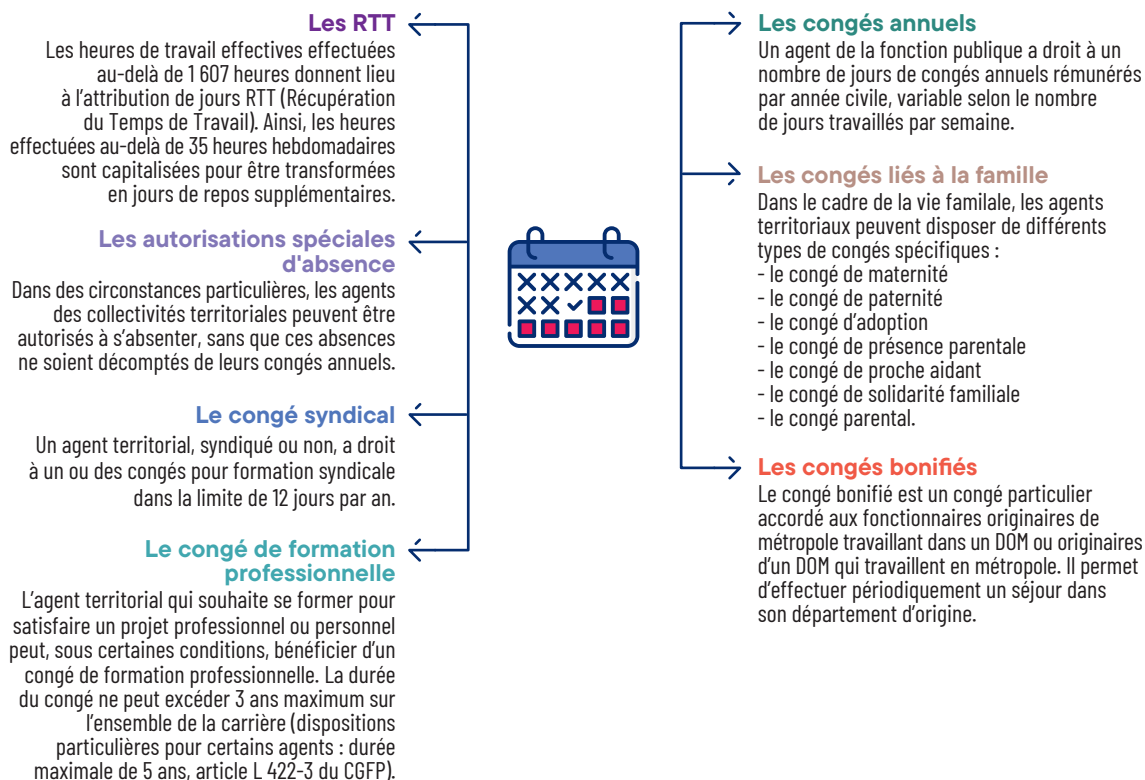 Les RTT
Les heures de travail effectives effectuées
au-delà de 1 607 heures donnent lieu
à l'attribution de jours RTT (Récupération
du Temps de Travail). Ainsi, les heures
effectuées au-delà de 35 heures hebdomadaires
sont capitalisées pour être transformées
en jours de repos supplémentaires.
Les autorisations spéciales
d'absence
Dans des circonstances particulières, les agents
des collectivités territoriales peuvent être
autorisés à s'absenter, sans que ces absences
ne soient décomptés de leurs congés annuels.
Le congé syndical
Un agent territorial, syndiqué ou non, a droit
à un ou des congés pour formation syndicale
dans la limite de 12 jours par an.
Le congé de formation
professionnelle
L'agent territorial qui souhaite se former pour
satisfaire un projet professionnel ou personnel
peut, sous certaines conditions, bénéficier d'un
congé de formation professionnelle. La durée
du congé ne peut excéder 3 ans maximum sur
l'ensemble de la carrière (dispositions
particulières pour certains agents : durée
maximale de 5 ans, article L 422-3 du CGFP).
Les congés annuels
Un agent de la fonction publique a droit à un
nombre de jours de congés annuels rémunérés
par année civile, variable selon le nombre
de jours travaillés par semaine.
Les congés liés à la famille
Dans le cadre de la vie familale, les agents
territoriaux peuvent disposer de différents
types de congés spécifiques :
- le congé de maternité
- le congé de paternité
- le congé d'adoption
- le congé de présence parentale
- le congé de proche aidant
- le congé de solidarité familiale
- le congé parental.
Les congés bonifiés
Le congé bonifié est un congé particulier
accordé aux fonctionnaires originaires de
métropole travaillant dans un DOM ou originaires
d'un DOM qui travaillent en métropole. Il permet
d'effectuer périodiquement un séjour dans
son département d'origine.